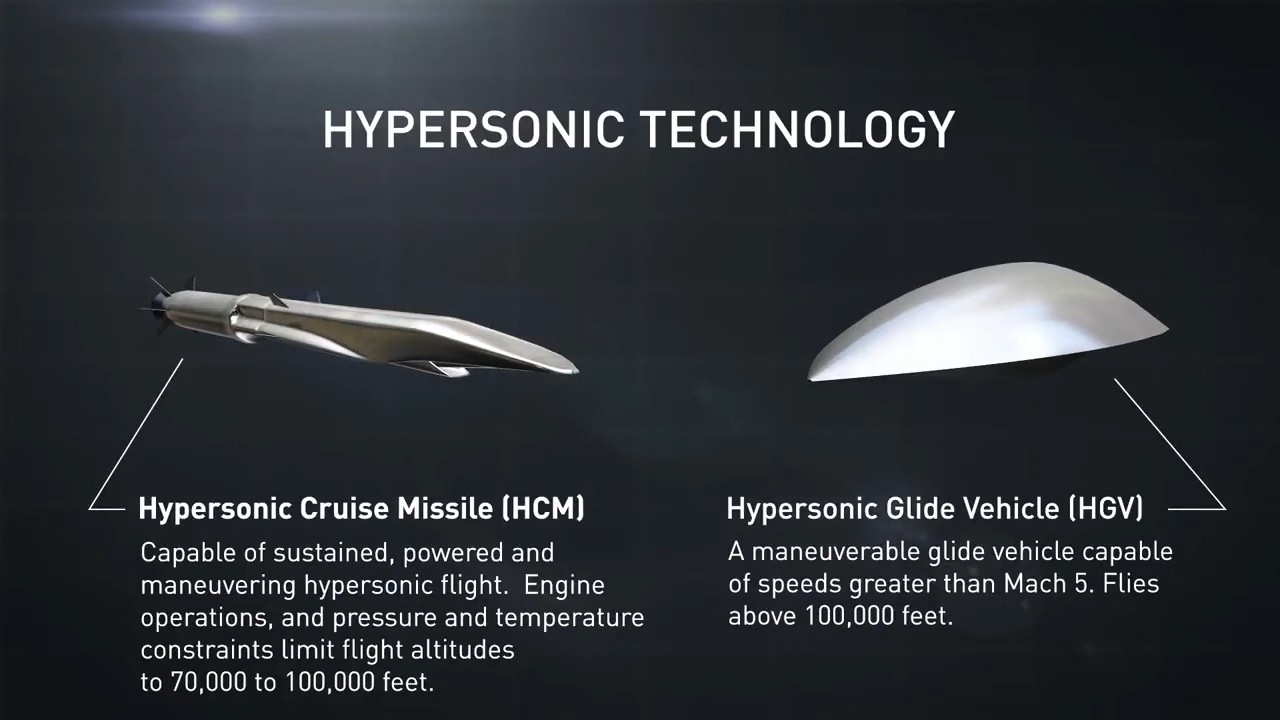 HYPERSONIC TECHNOLOGY
Hypersonic Cruise Missile (HCM)
Capable of sustained, powered and
maneuvering hypersonic flight.  Engine
operations, and pressure and temperature
constraints limit flight altitudes
to 70,000 to 100,000 feet.
Hypersonic Glide Vehicle (HGV)
A maneuverable glide vehicle capable
of speeds greater than Mach 5. Flies
above 100,000 feet.